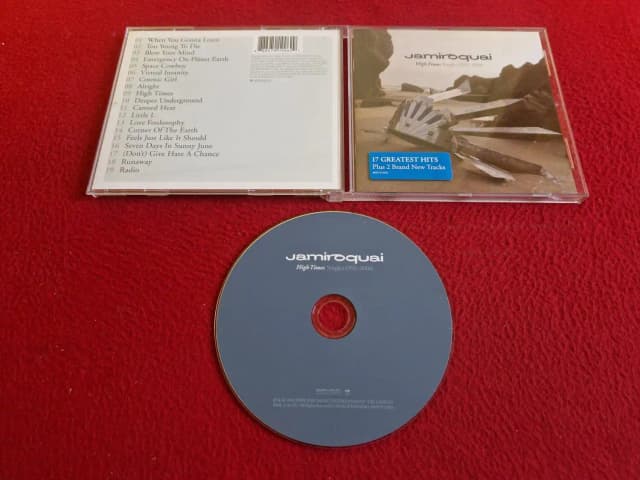 01 When You Gonna Learn
02 Too Young To Die
03 Blow Your Mind
04 Emergency On Planet Earth
05 Space Cowboy
06 Virtual Insanity
07 Cosmic Girl
08 Alright
09 High Times
10 Deeper Underground
11 Canned Heat
12 Little L
13 Love Foolosophy
14 Corner Of The Earth
15 Feels Just Like It Should
16 Seven Days In Sunny June
17 (Don't) Give Hate A Chance
18 Runaway
19 Radio
Jamiroquai
High Times Singles 1992–2006
17 GREATEST HITS
Plus 2 Brand New Tracks
Jamiroquai
High Times Singles 1992–2006